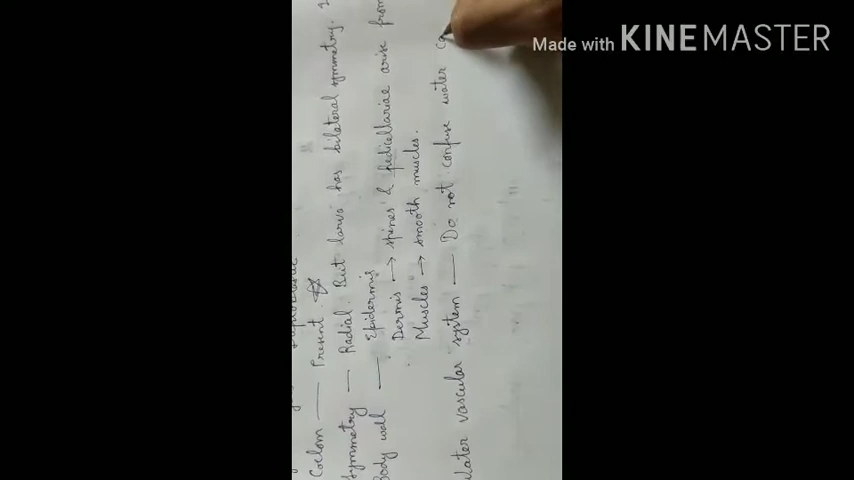 Coelom — Present.
Symmetry — Radial. But larva has bilateral symmetry.
Body wall — Epidermis
Dermis → spines & pedicellariae arise from
Muscles → smooth muscles.
Water vascular system — Do not confuse water
Made with KINEMASTER